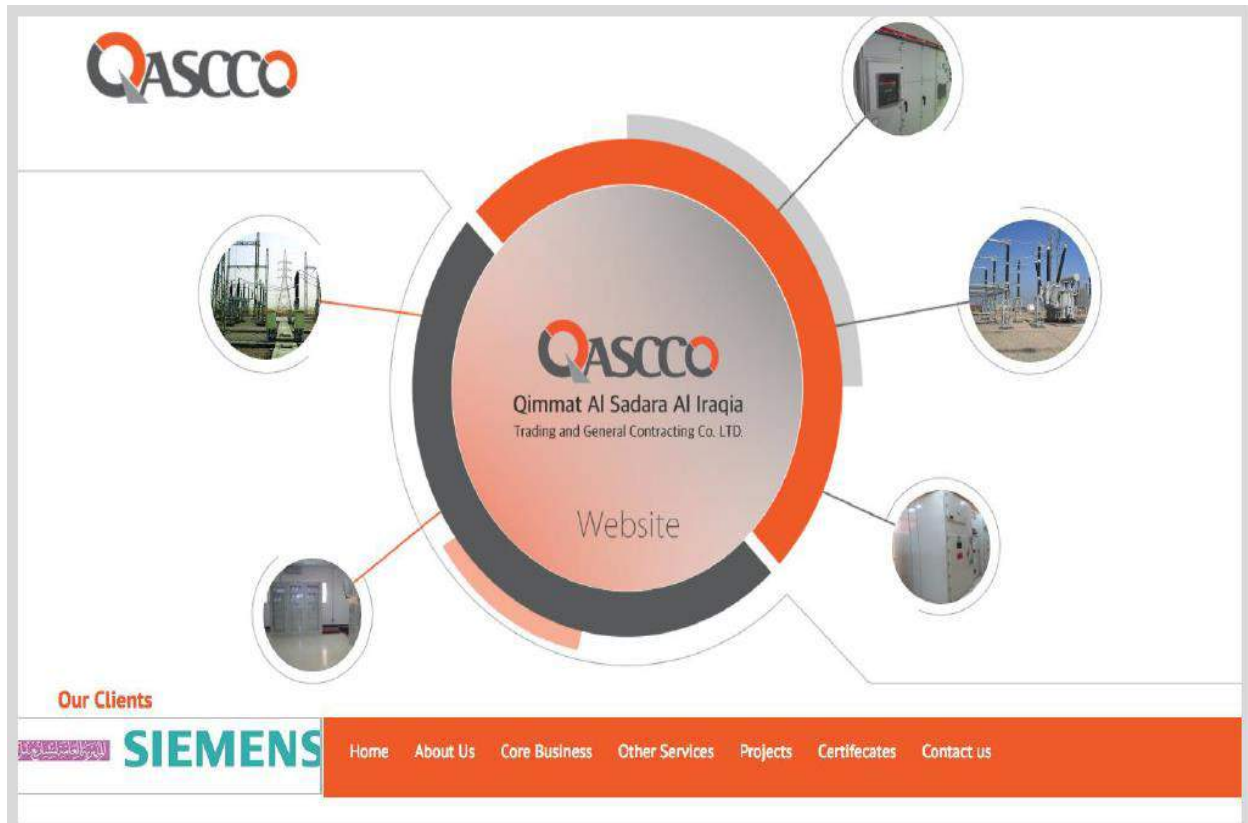 QASCCO
QASCCO
Qimmat Al Sadara Al Iraqia
Trading and General Contracting Co. LTD.
Website
Our Clients
SIEMENS
Home About Us Core Business Other Services Projects Certifecates Contact us